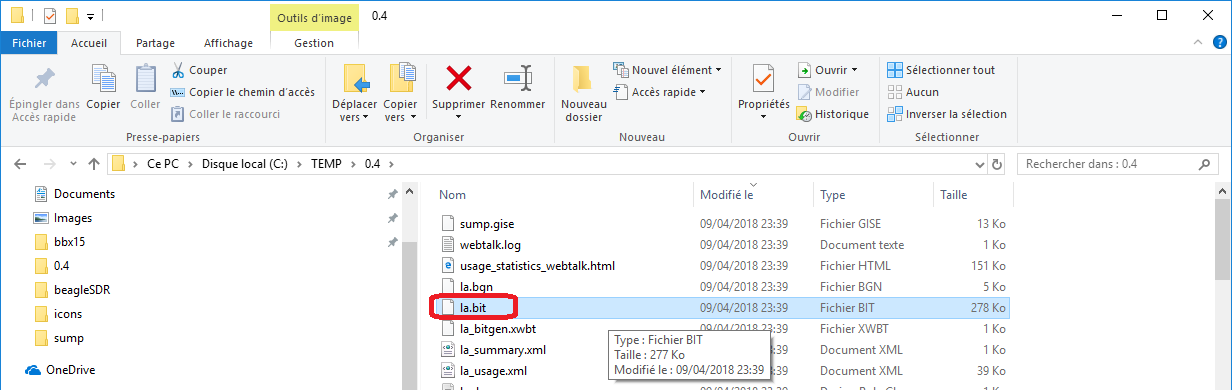 Outils d'image
0.4
Fichier Accueil Partage Affichage Gestion
Épingler dans Accès rapide
Copier
Coller
Couper
Copier le chemin d'accès
Coller le raccourci
Presse-papiers
Déplacer vers
Copier vers
Supprimer
Renommer
Organiser
Nouveau dossier
Nouvel élément
Accès rapide
Nouveau
Propriétés
Ouvrir
Modifier
Historique
Ouvrir
Sélectionner tout
Aucun
Inverser la sélection
Sélectionner
Ce PC > Disque local (C:) > TEMP > 0.4 >
Rechercher dans : 0.4
Documents
Images
bbx15
0.4
beagleSDR
icons
sump
OneDrive
Nom Modifié le Type Taille
sump.gise 09/04/2018 23:39 Fichier GISE 13 Ko
webtalk.log 09/04/2018 23:39 Document texte 1 Ko
usage_statistics_webtalk.html 09/04/2018 23:39 Fichier HTML 151 Ko
la.bgn 09/04/2018 23:39 Fichier BGN 5 Ko
la.bit 09/04/2018 23:39 Fichier BIT 278 Ko
la_bitgen.xwbt 09/04/2018 23:39 Fichier XWBT 1 Ko
la_summary.xml 09/04/2018 23:39 Document XML 1 Ko
la_usage.xml 09/04/2018 23:39 Document XML 39 Ko
Type : Fichier BIT
Taille : 277 Ko
Modifié le : 09/04/2018 23:39